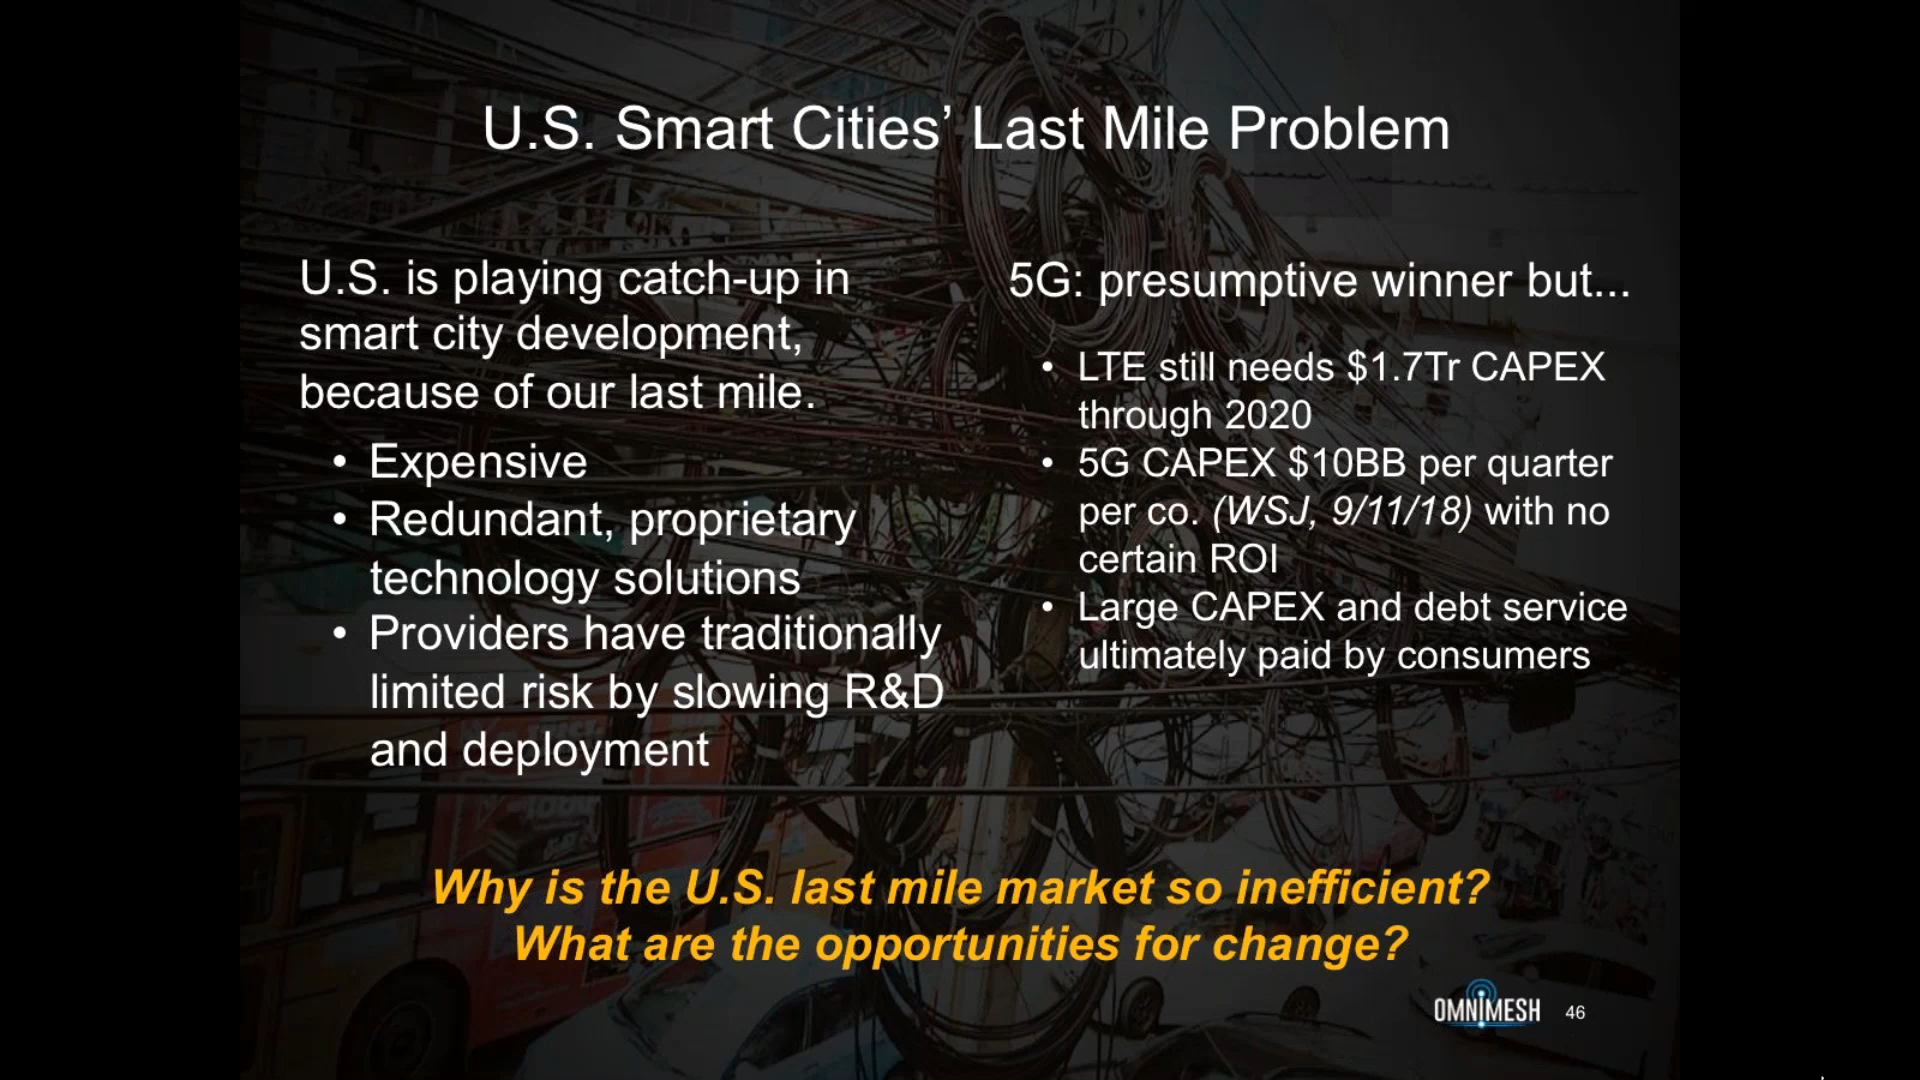 U.S. Smart Cities’ Last Mile Problem
U.S. is playing catch-up in
smart city development,
because of our last mile.
• Expensive
• Redundant, proprietary
technology solutions
• Providers have traditionally
limited risk by slowing R&D
and deployment
5G: presumptive winner but...
• LTE still needs $1.7Tr CAPEX
through 2020
• 5G CAPEX $10BB per quarter
per co. (WSJ, 9/11/18) with no
certain ROI
• Large CAPEX and debt service
ultimately paid by consumers
Why is the U.S. last mile market so inefficient?
What are the opportunities for change?
OMNIMESH
46